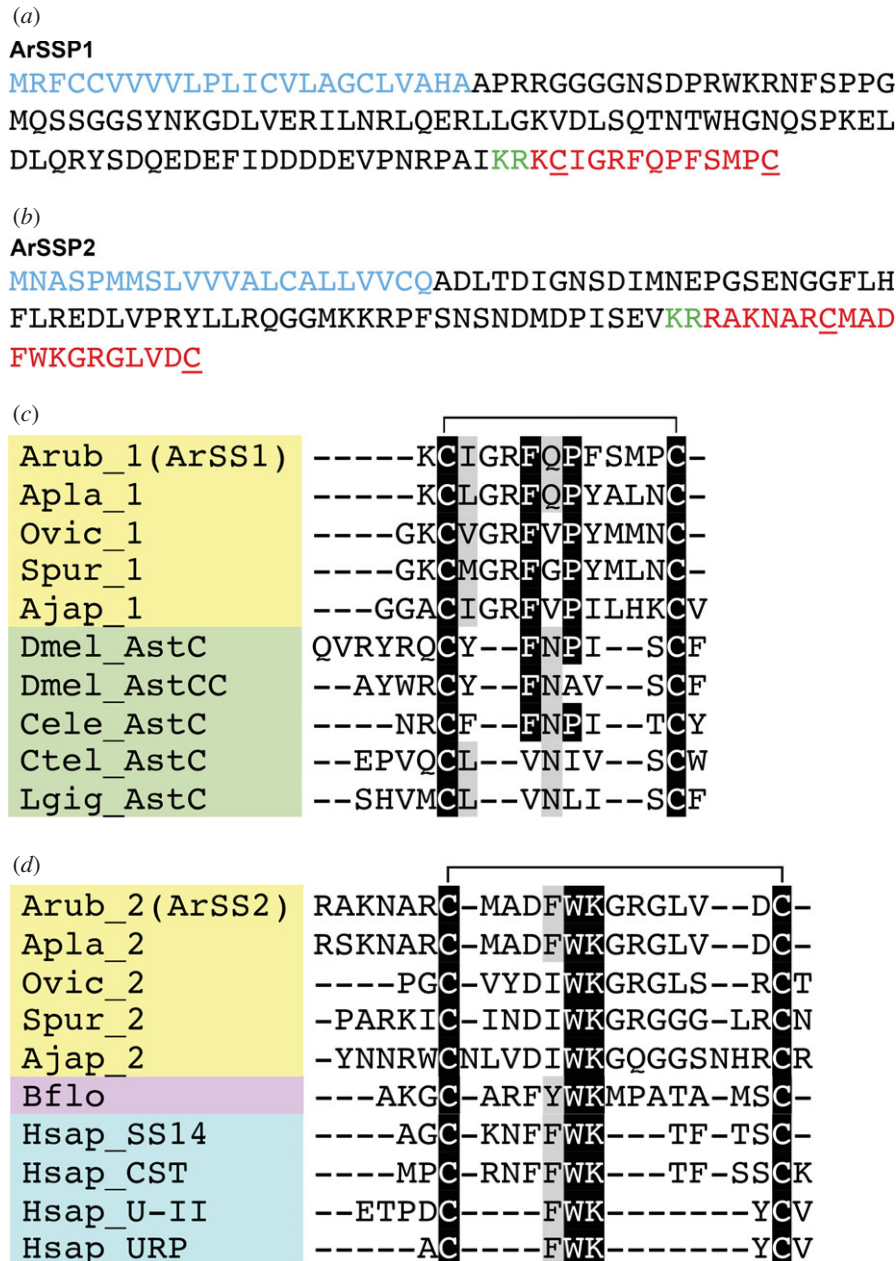 (a)
ArSSP1
MRFCCVVVVLPLICVLAGCLVAHAAPRRGGGGNSDPRWKRNFSPPG
MQSSGGSYNKGDLVERILNRLQERLLGKVDLSQTNTWHGNQSPKEL
DLQRYSDQEDEFIDDDDEVPNRPAIKRKCIGRFQPFSMPC
(b)
ArSSP2
MNASPMMSLVVVALCALLVVCQADLTDIGNSDIMNEPGSENGGFLH
FLREDLVPRYLLRQGGMKKRPFSNSNDMDPISEVKRRAKNARCMAD
FWKGRGLVDC
(c)
Arub_1(ArSS1) -----KCIGRFQPFSMPC-
Apla_1 -----KCLGRFQPYALNC-
Ovic_1 ----GKCVGRFVPYMMNC-
Spur_1 ----GKCMGRFGPYMLNC-
Ajap_1 ---GGACIGRFVPILHKCV
Dmel_AstC QVRYRQCY--FNPI--SCF
Dmel_AstCC --AYWRCY--FNAV--SCF
Cele_AstC ----NRCF--FNPI--TCY
Ctel_AstC --EPVQCL--VNIV--SCW
Lgig_AstC --SHVMCL--VNLI--SCF
(d)
Arub_2(ArSS2) RAKNARC-MADFWKGRGLV--DC-
Apla_2 RSKNARC-MADFWKGRGLV--DC-
Ovic_2 ----PGC-VYDIWKGRGLS--RCT
Spur_2 -PARKIC-INDIWKGRGGG-LRCN
Ajap_2 -YNNRWCNLVDIWKGQGGSNHRCR
Bflo ---AKGC-ARFYWKMPATA-MSC-
Hsap_SS14 ----AGC-KNFFWK---TF-TSC-
Hsap_CST ----MPC-RNFFWK---TF-SSCK
Hsap_U-II --ETPDC----FWK-------YCV
Hsap_URP -----AC----FWK-------YCV